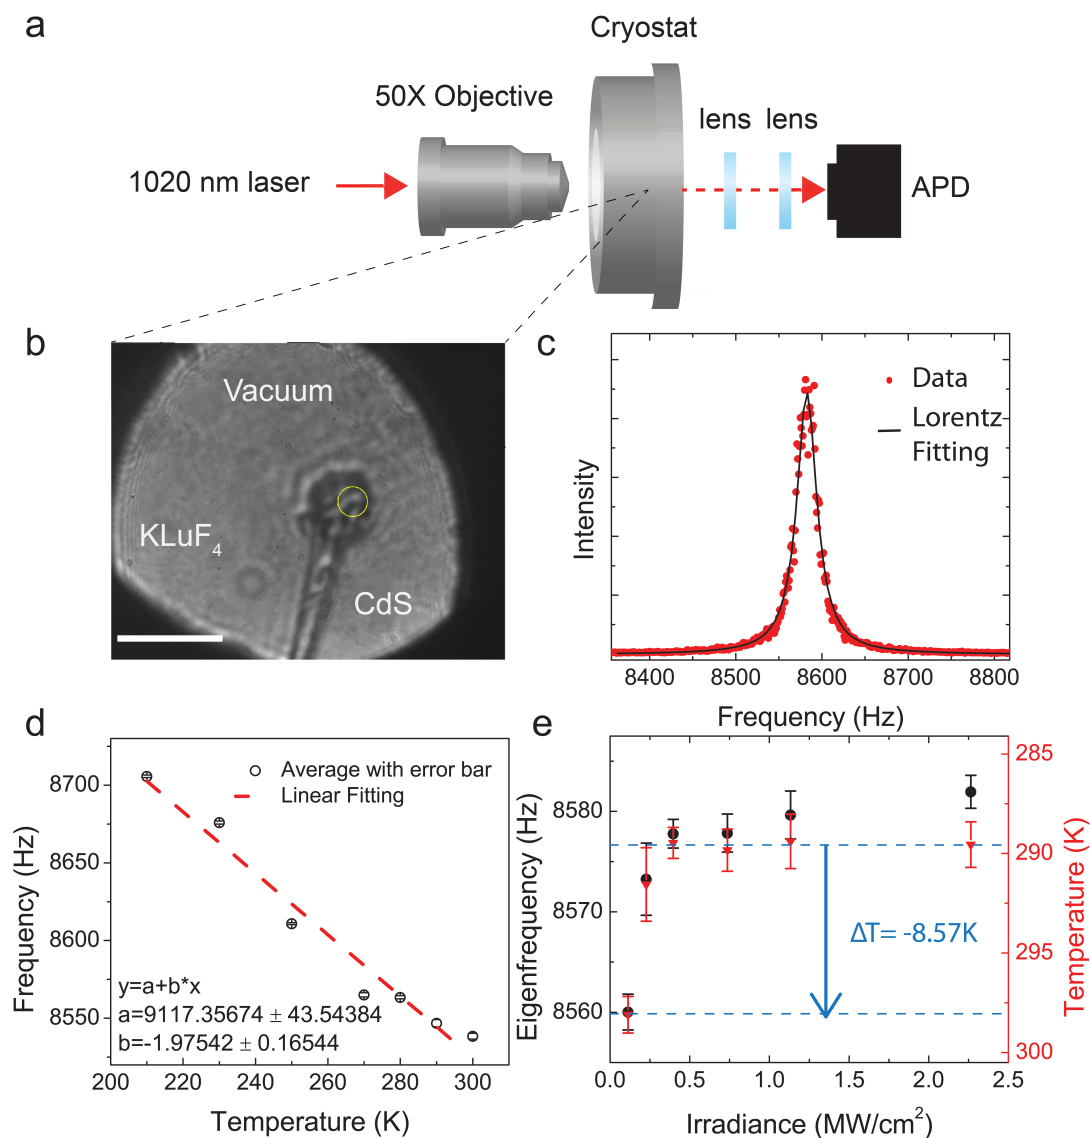 a
Cryostat
50X Objective
lens lens
1020 nm laser
APD
b
Vacuum
KLuF4
CdS
c
Data
Lorentz
Fitting
Intensity
8400 8500 8600 8700 8800
Frequency (Hz)
d
Average with error bar
Linear Fitting
8700
8650
8600
8550
Frequency (Hz)
y=a+b*x
a=9117.35674 ± 43.54384
b=-1.97542 ± 0.16544
200 220 240 260 280 300
Temperature (K)
e
8580
8570
8560
Eigenfrequency (Hz)
ΔT= -8.57K
285
290
295
300
Temperature (K)
0.0 0.5 1.0 1.5 2.0 2.5
Irradiance (MW/cm²)